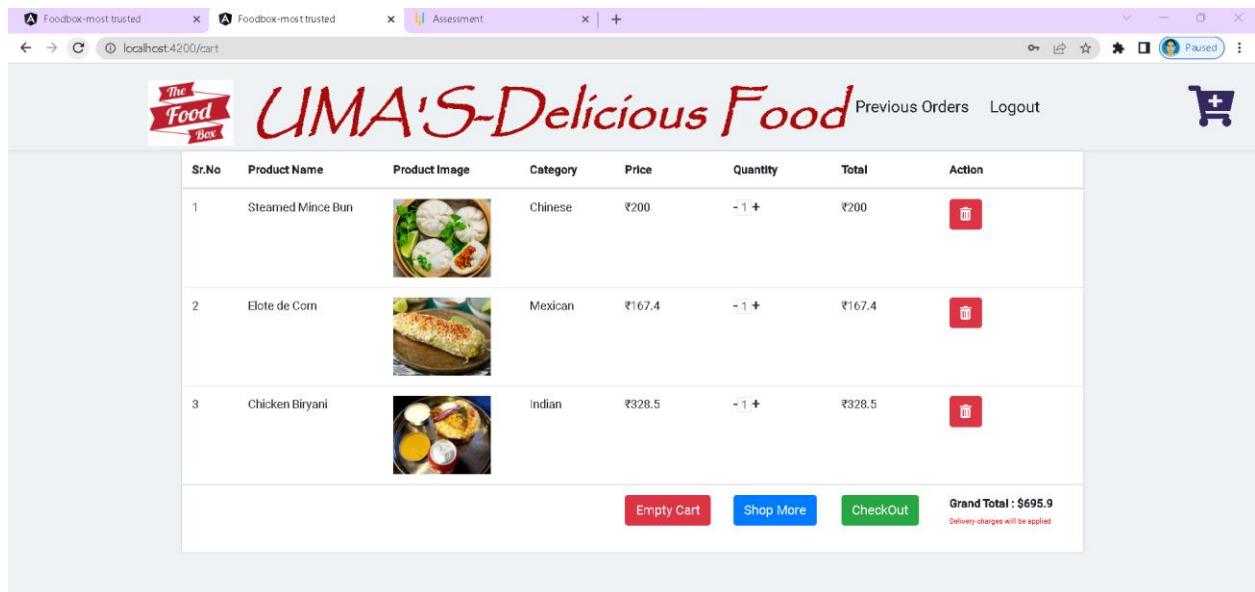 Foodbox-most trusted
Foodbox-most trusted
Assessment
localhost:4200/cart
Paused
The
Food
Box
UMA'S-Delicious Food
Previous Orders Logout
Sr.No Product Name Product Image Category Price Quantity Total Action
1 Steamed Mince Bun Chinese ₹200 - 1 + ₹200
2 Elote de Corn Mexican ₹167.4 - 1 + ₹167.4
3 Chicken Biryani Indian ₹328.5 - 1 + ₹328.5
Empty Cart Shop More CheckOut Grand Total : $695.9
Delivery charges will be applied